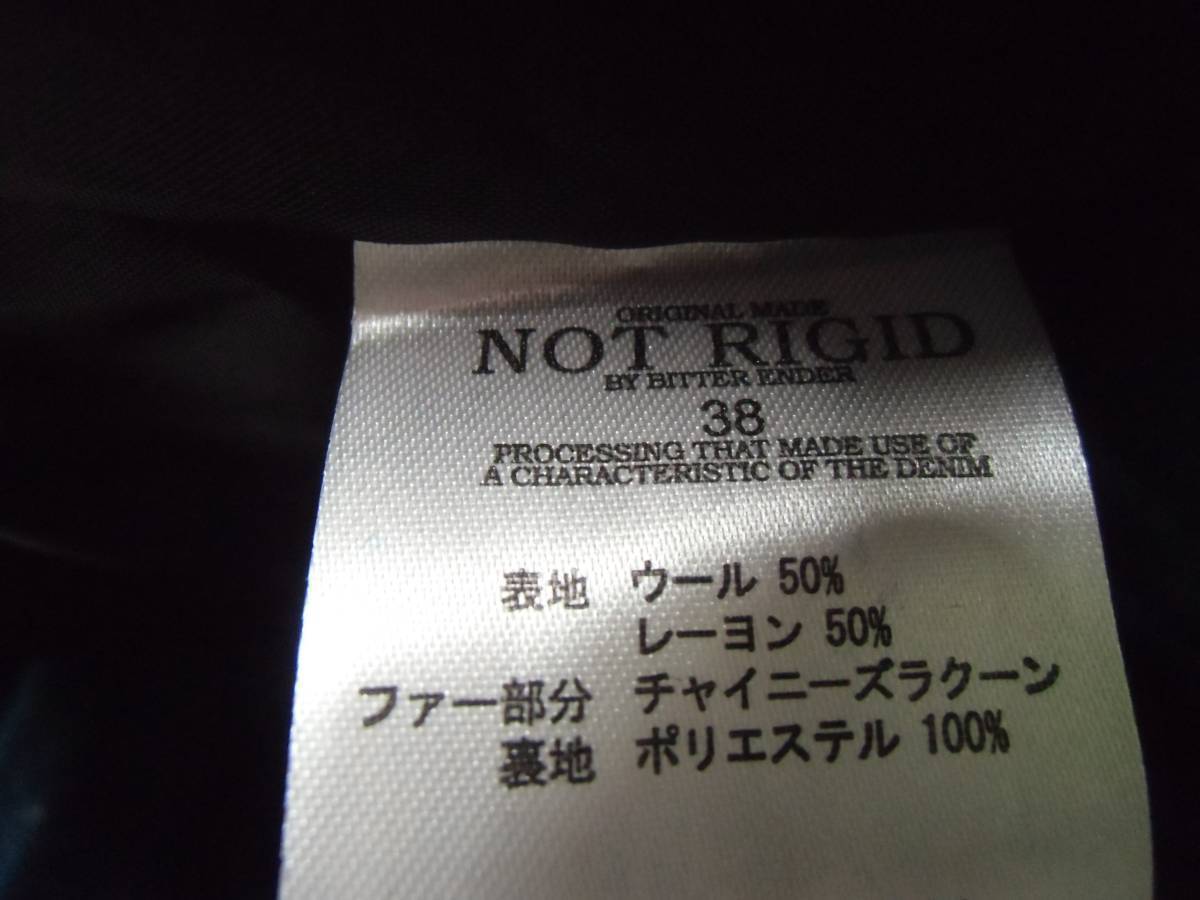 ORIGINAL MADE
NOT RIGID
BY BITTER ENDER
38
PROCESSING THAT MADE USE OF
A CHARACTERISTIC OF THE DENIM
表地 ウール 50%
レーヨン 50%
ファー部分 チャイニーズラクーン
裏地 ポリエステル 100%